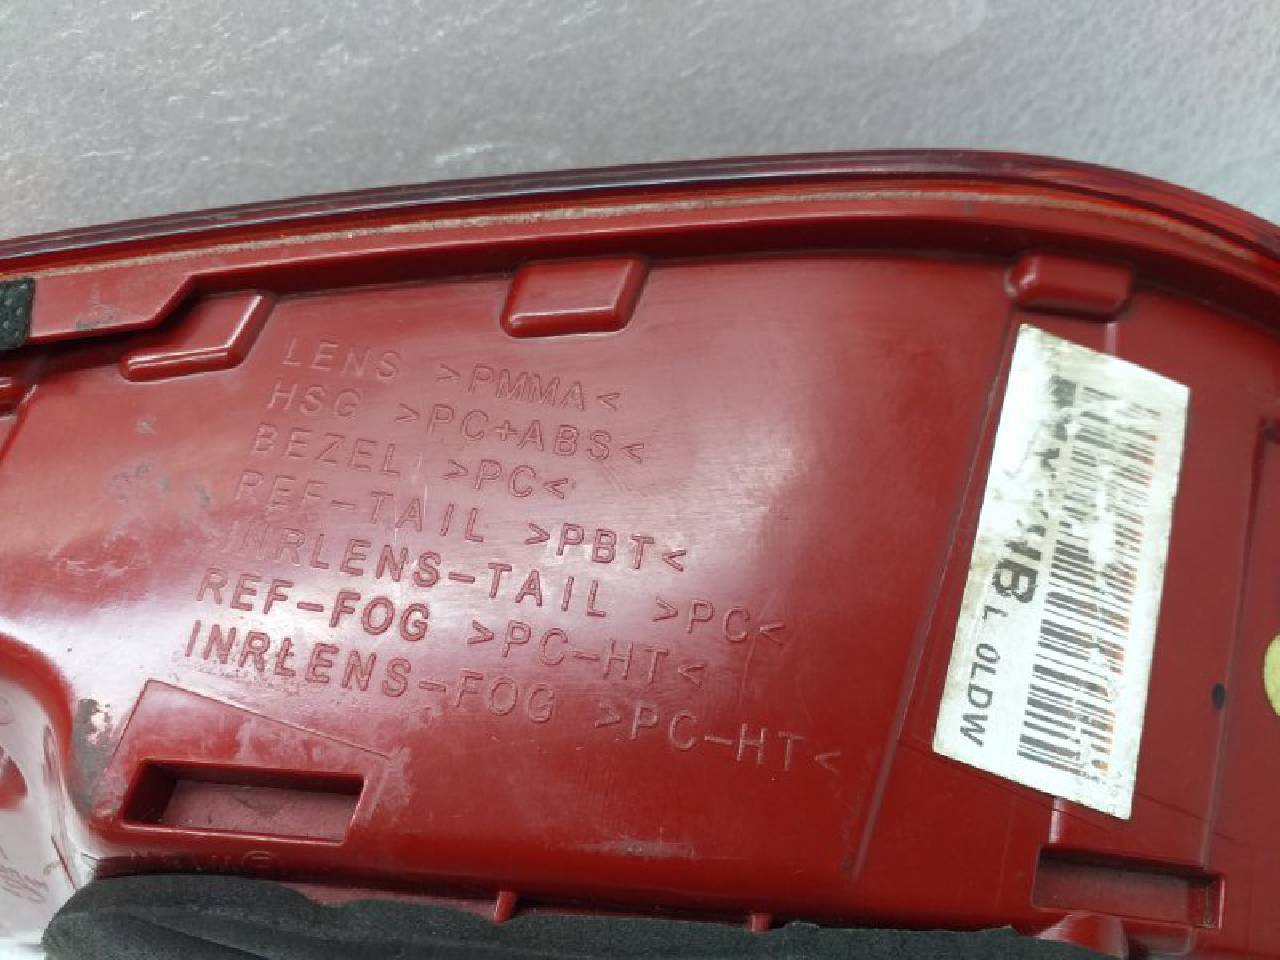 LENS >PMMA<
HSG >PC+ABS<
BEZEL >PC<
REF-TAIL >PBT<
INRLENS-TAIL >PC<
REF-FOG >PC-HT<
INRLENS-FOG >PC-HT<
L 0LDW